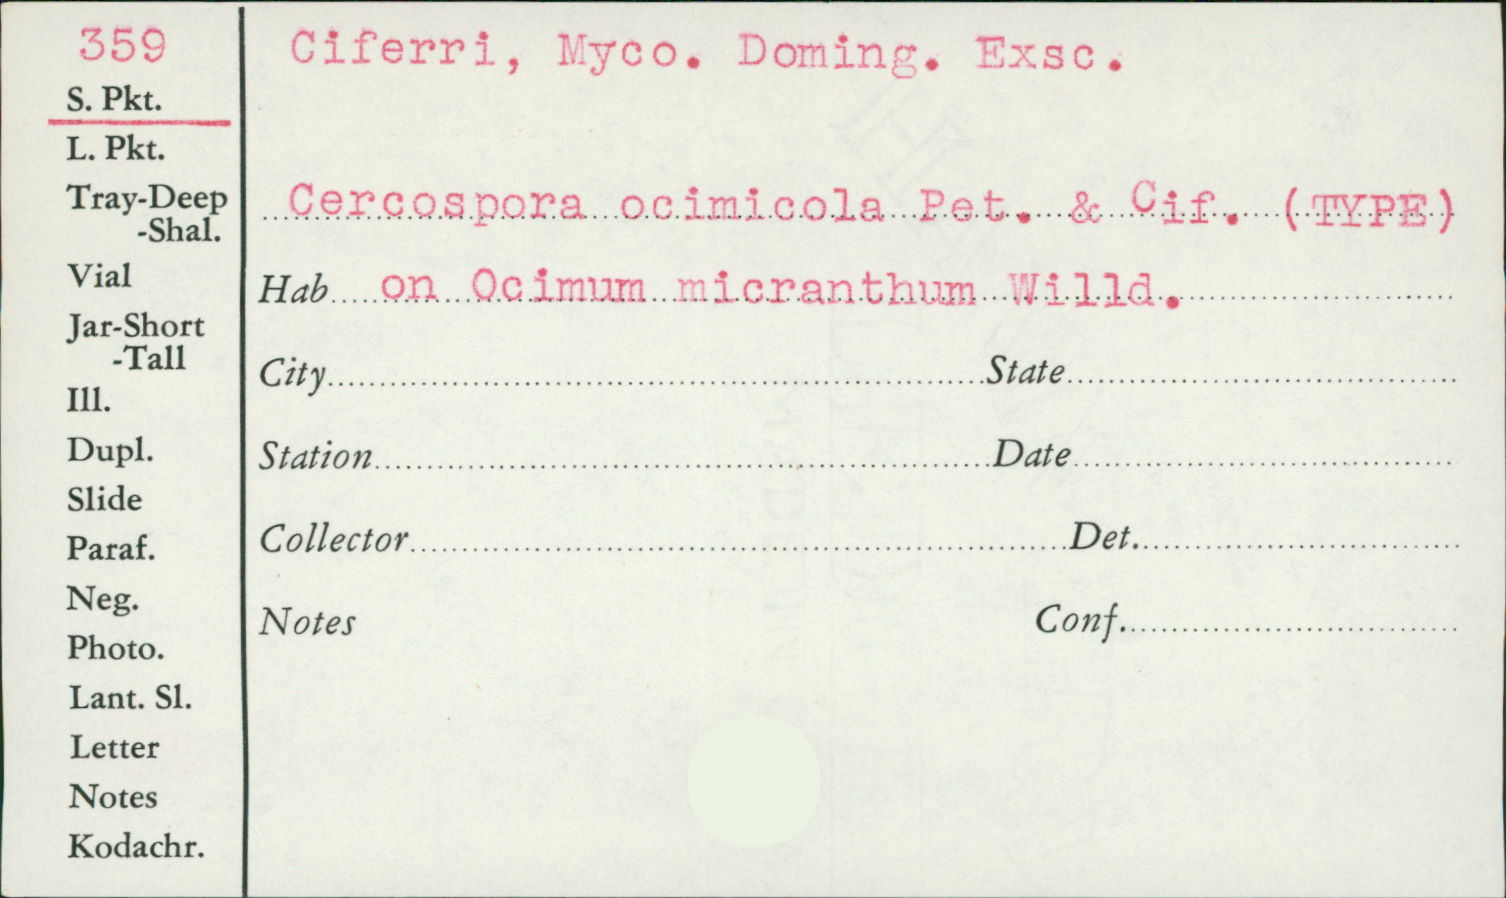 359
S. Pkt.
L. Pkt.
Tray-Deep
-Shal.
Vial
Jar-Short
-Tall
Ill.
Dupl.
Slide
Paraf.
Neg.
Photo.
Lant. Sl.
Letter
Notes
Kodachr.
Ciferri, Myco. Doming. Exsc.
Cercospora ocimicola Pet. & Cif. (TYPE)
Hab on Ocimum micranthum Willd.
City State
Station Date
Collector Det.
Notes Conf.